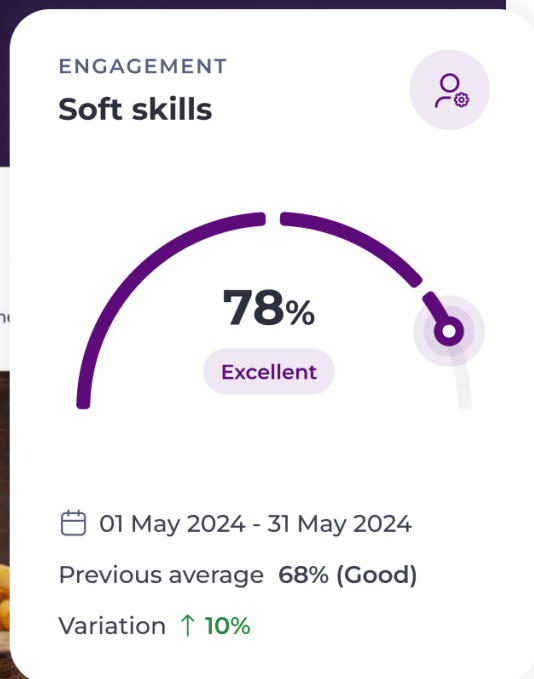 ENGAGEMENT
Soft skills
78%
Excellent
01 May 2024 - 31 May 2024
Previous average 68% (Good)
Variation ↑ 10%